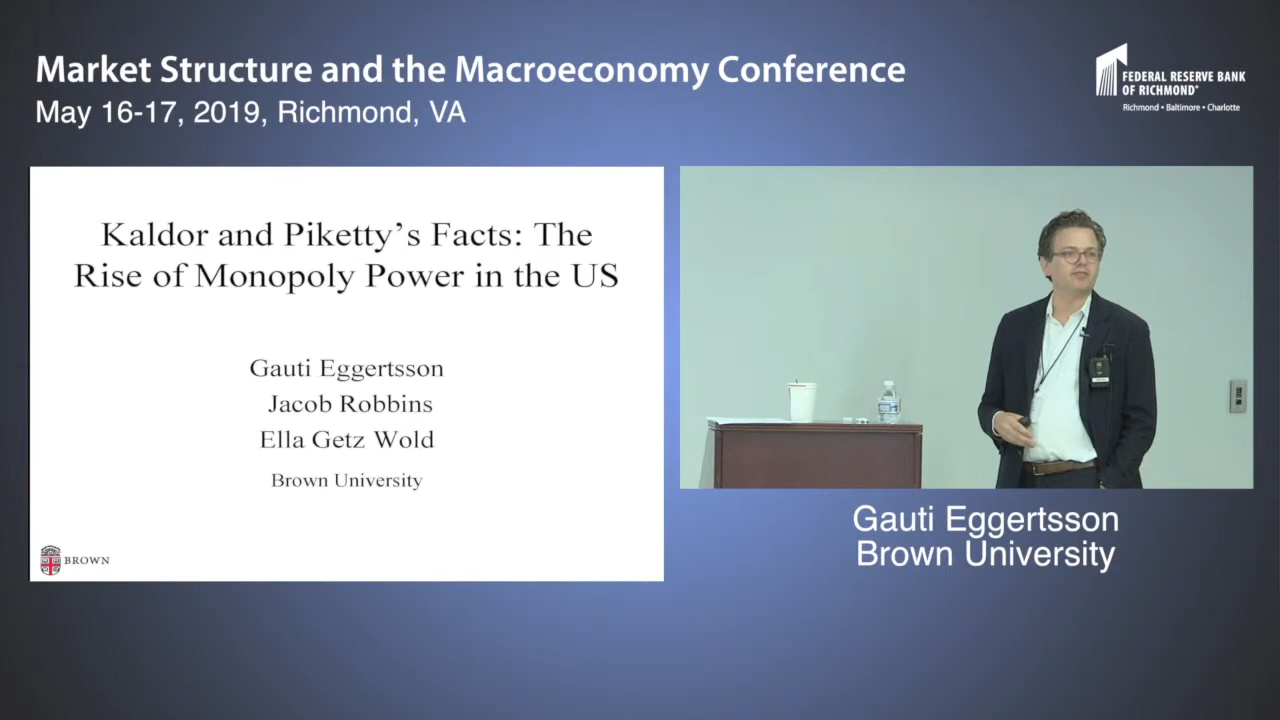 Market Structure and the Macroeconomy Conference
May 16-17, 2019, Richmond, VA
FEDERAL RESERVE BANK
OF RICHMOND®
Richmond • Baltimore • Charlotte
Kaldor and Piketty’s Facts: The
Rise of Monopoly Power in the US
Gauti Eggertsson
Jacob Robbins
Ella Getz Wold
Brown University
BROWN
Gauti Eggertsson
Brown University